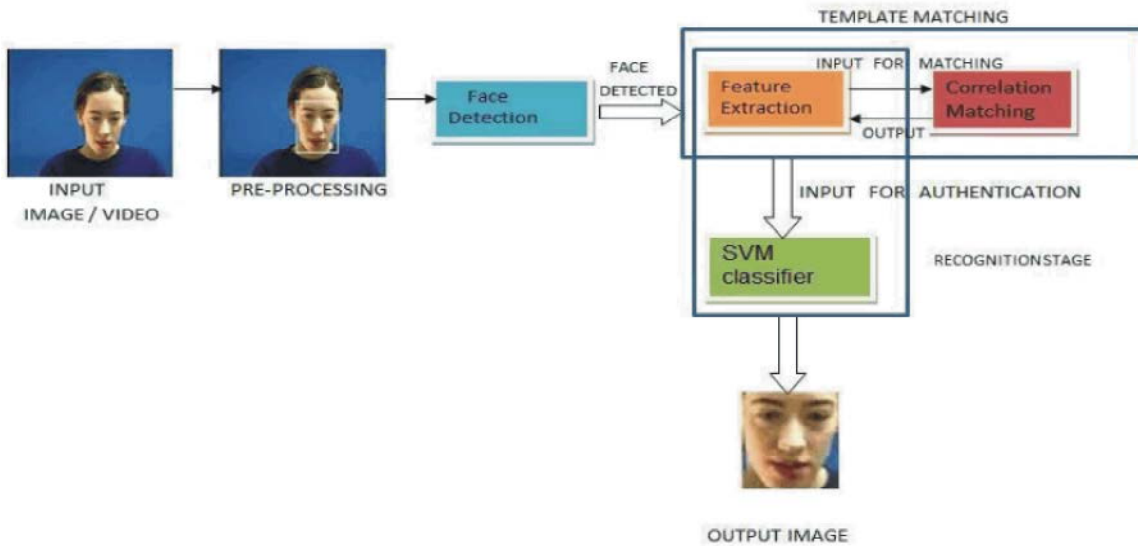 TEMPLATE MATCHING
INPUT FOR MATCHING
FACE
DETECTED
Face
Detection
Feature
Extraction
Correlation
Matching
OUTPUT
INPUT
IMAGE / VIDEO
PRE-PROCESSING
INPUT FOR AUTHENTICATION
SVM
classifier
RECOGNITIONSTAGE
OUTPUT IMAGE